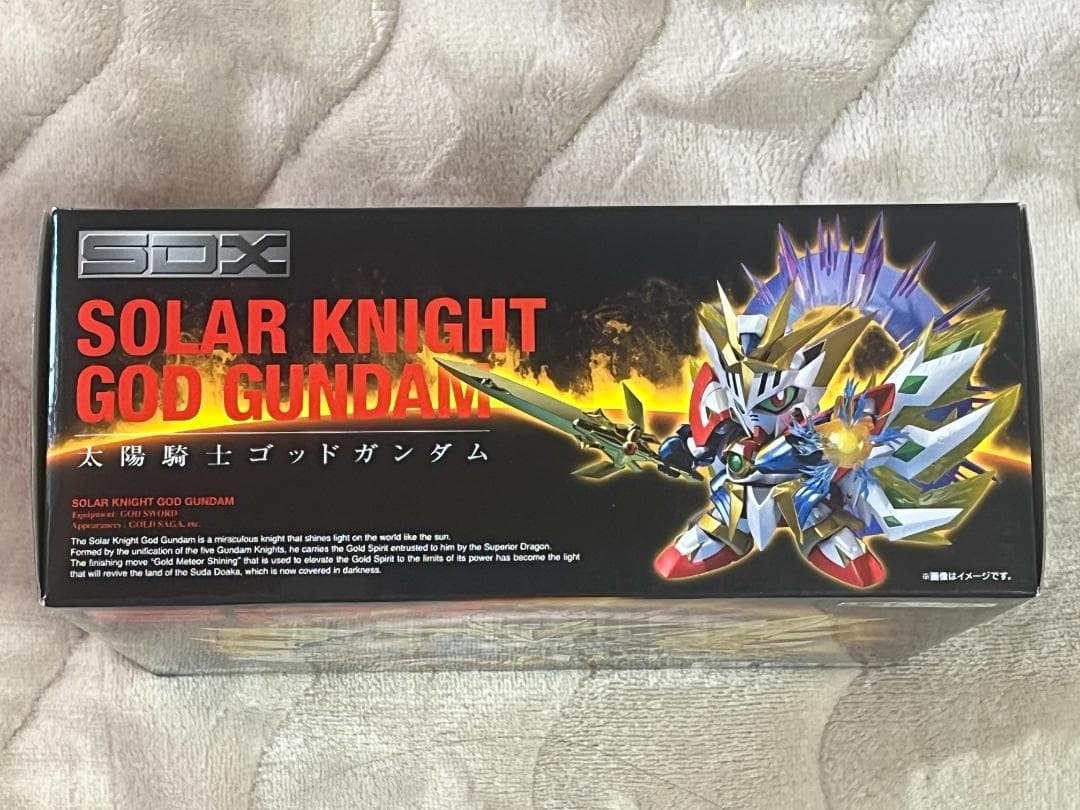 SDX
SOLAR KNIGHT
GOD GUNDAM
太陽騎士ゴッドガンダム
SOLAR KNIGHT GOD GUNDAM
Equipment: GOD SWORD
Appearances : GOLD SAGA, etc.
The Solar Knight God Gundam is a miraculous knight that shines light on the world like the sun.
Formed by the unification of the five Gundam Knights, he carries the Gold Spirit entrusted to him by the Superior Dragon.
The finishing move "Gold Meteor Shining" that is used to elevate the Gold Spirit to the limits of its power has become the light
that will revive the land of the Suda Doaka, which is now covered in darkness.
※画像はイメージです。